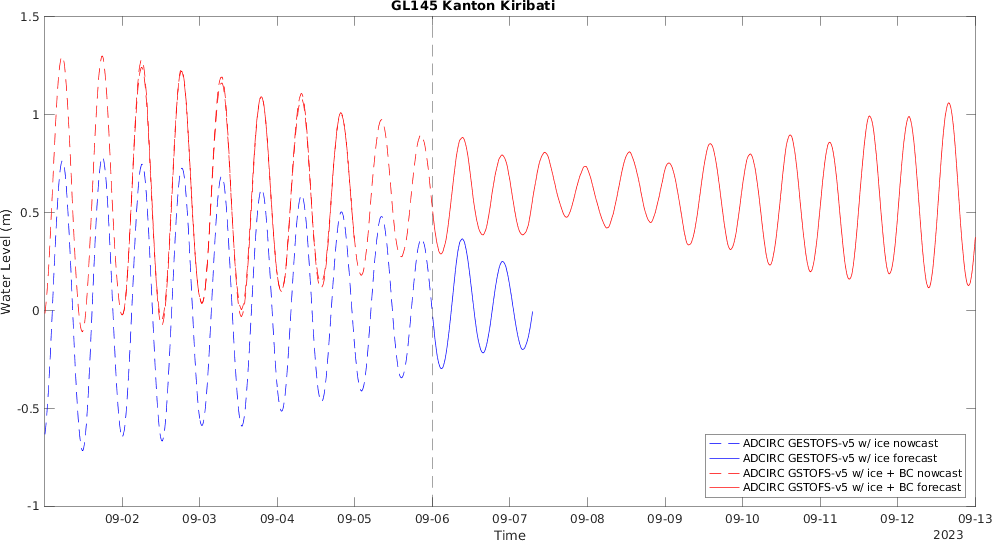 GL145 Kanton Kiribati
Water Level (m)
1.5
1
0.5
0
-0.5
-1
09-02 09-03 09-04 09-05 09-06 09-07 09-08 09-09 09-10 09-11 09-12 09-13
Time
2023
ADCIRC GESTOFS-v5 w/ ice nowcast
ADCIRC GESTOFS-v5 w/ ice forecast
ADCIRC GSTOFS-v5 w/ ice + BC nowcast
ADCIRC GSTOFS-v5 w/ ice + BC forecast